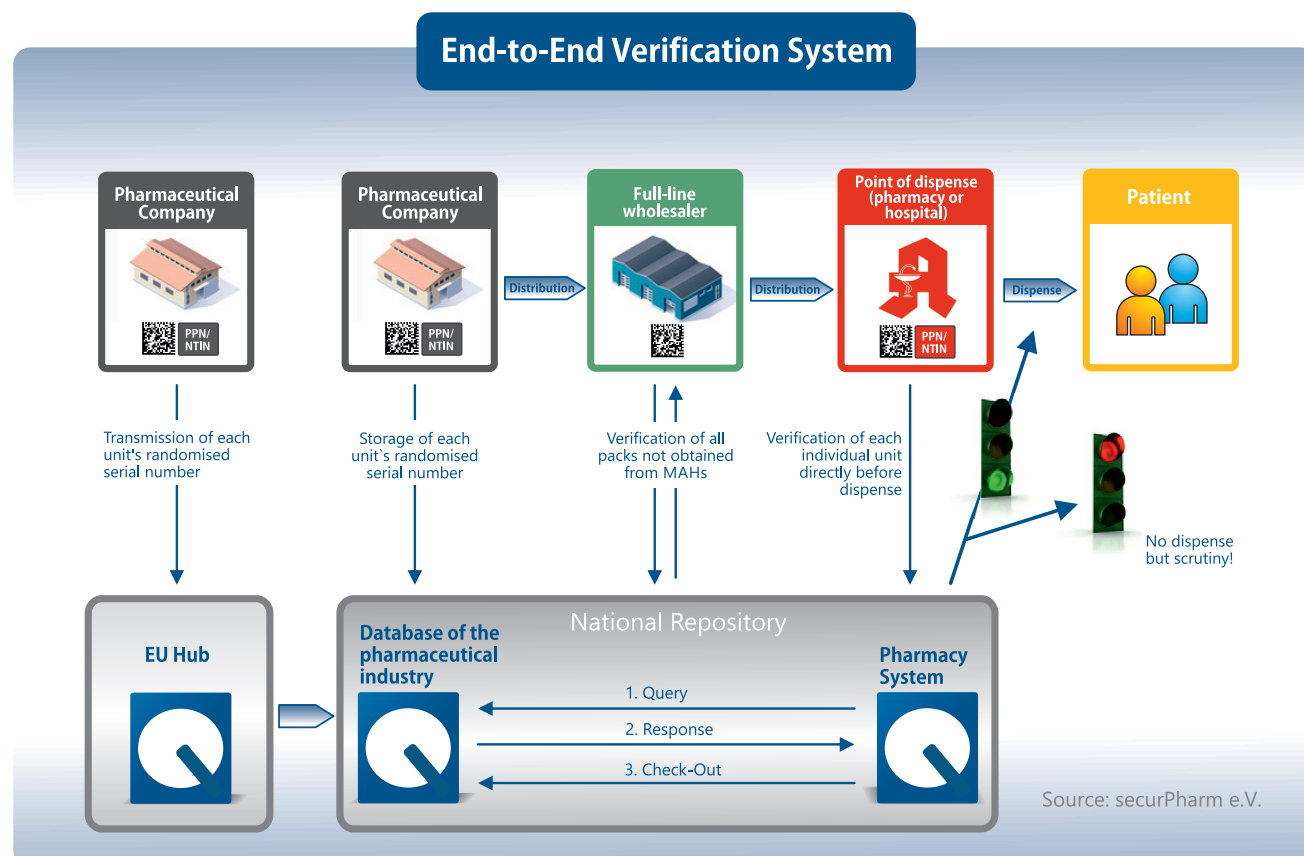 End-to-End Verification System
Pharmaceutical
Company
PPN/
NTIN
Pharmaceutical
Company
PPN/
NTIN
Distribution
Full-line
wholesaler
Distribution
Point of dispense
(pharmacy or
hospital)
PPN/
NTIN
Dispense
Patient
Transmission of each
unit's randomised
serial number
Storage of each
unit`s randomised
serial number
Verification of all
packs not obtained
from MAHs
Verification of each
individual unit
directly before
dispense
No dispense
but scrutiny!
EU Hub
National Repository
Database of the
pharmaceutical
industry
Pharmacy
System
1. Query
2. Response
3. Check-Out
Source: securPharm e.V.